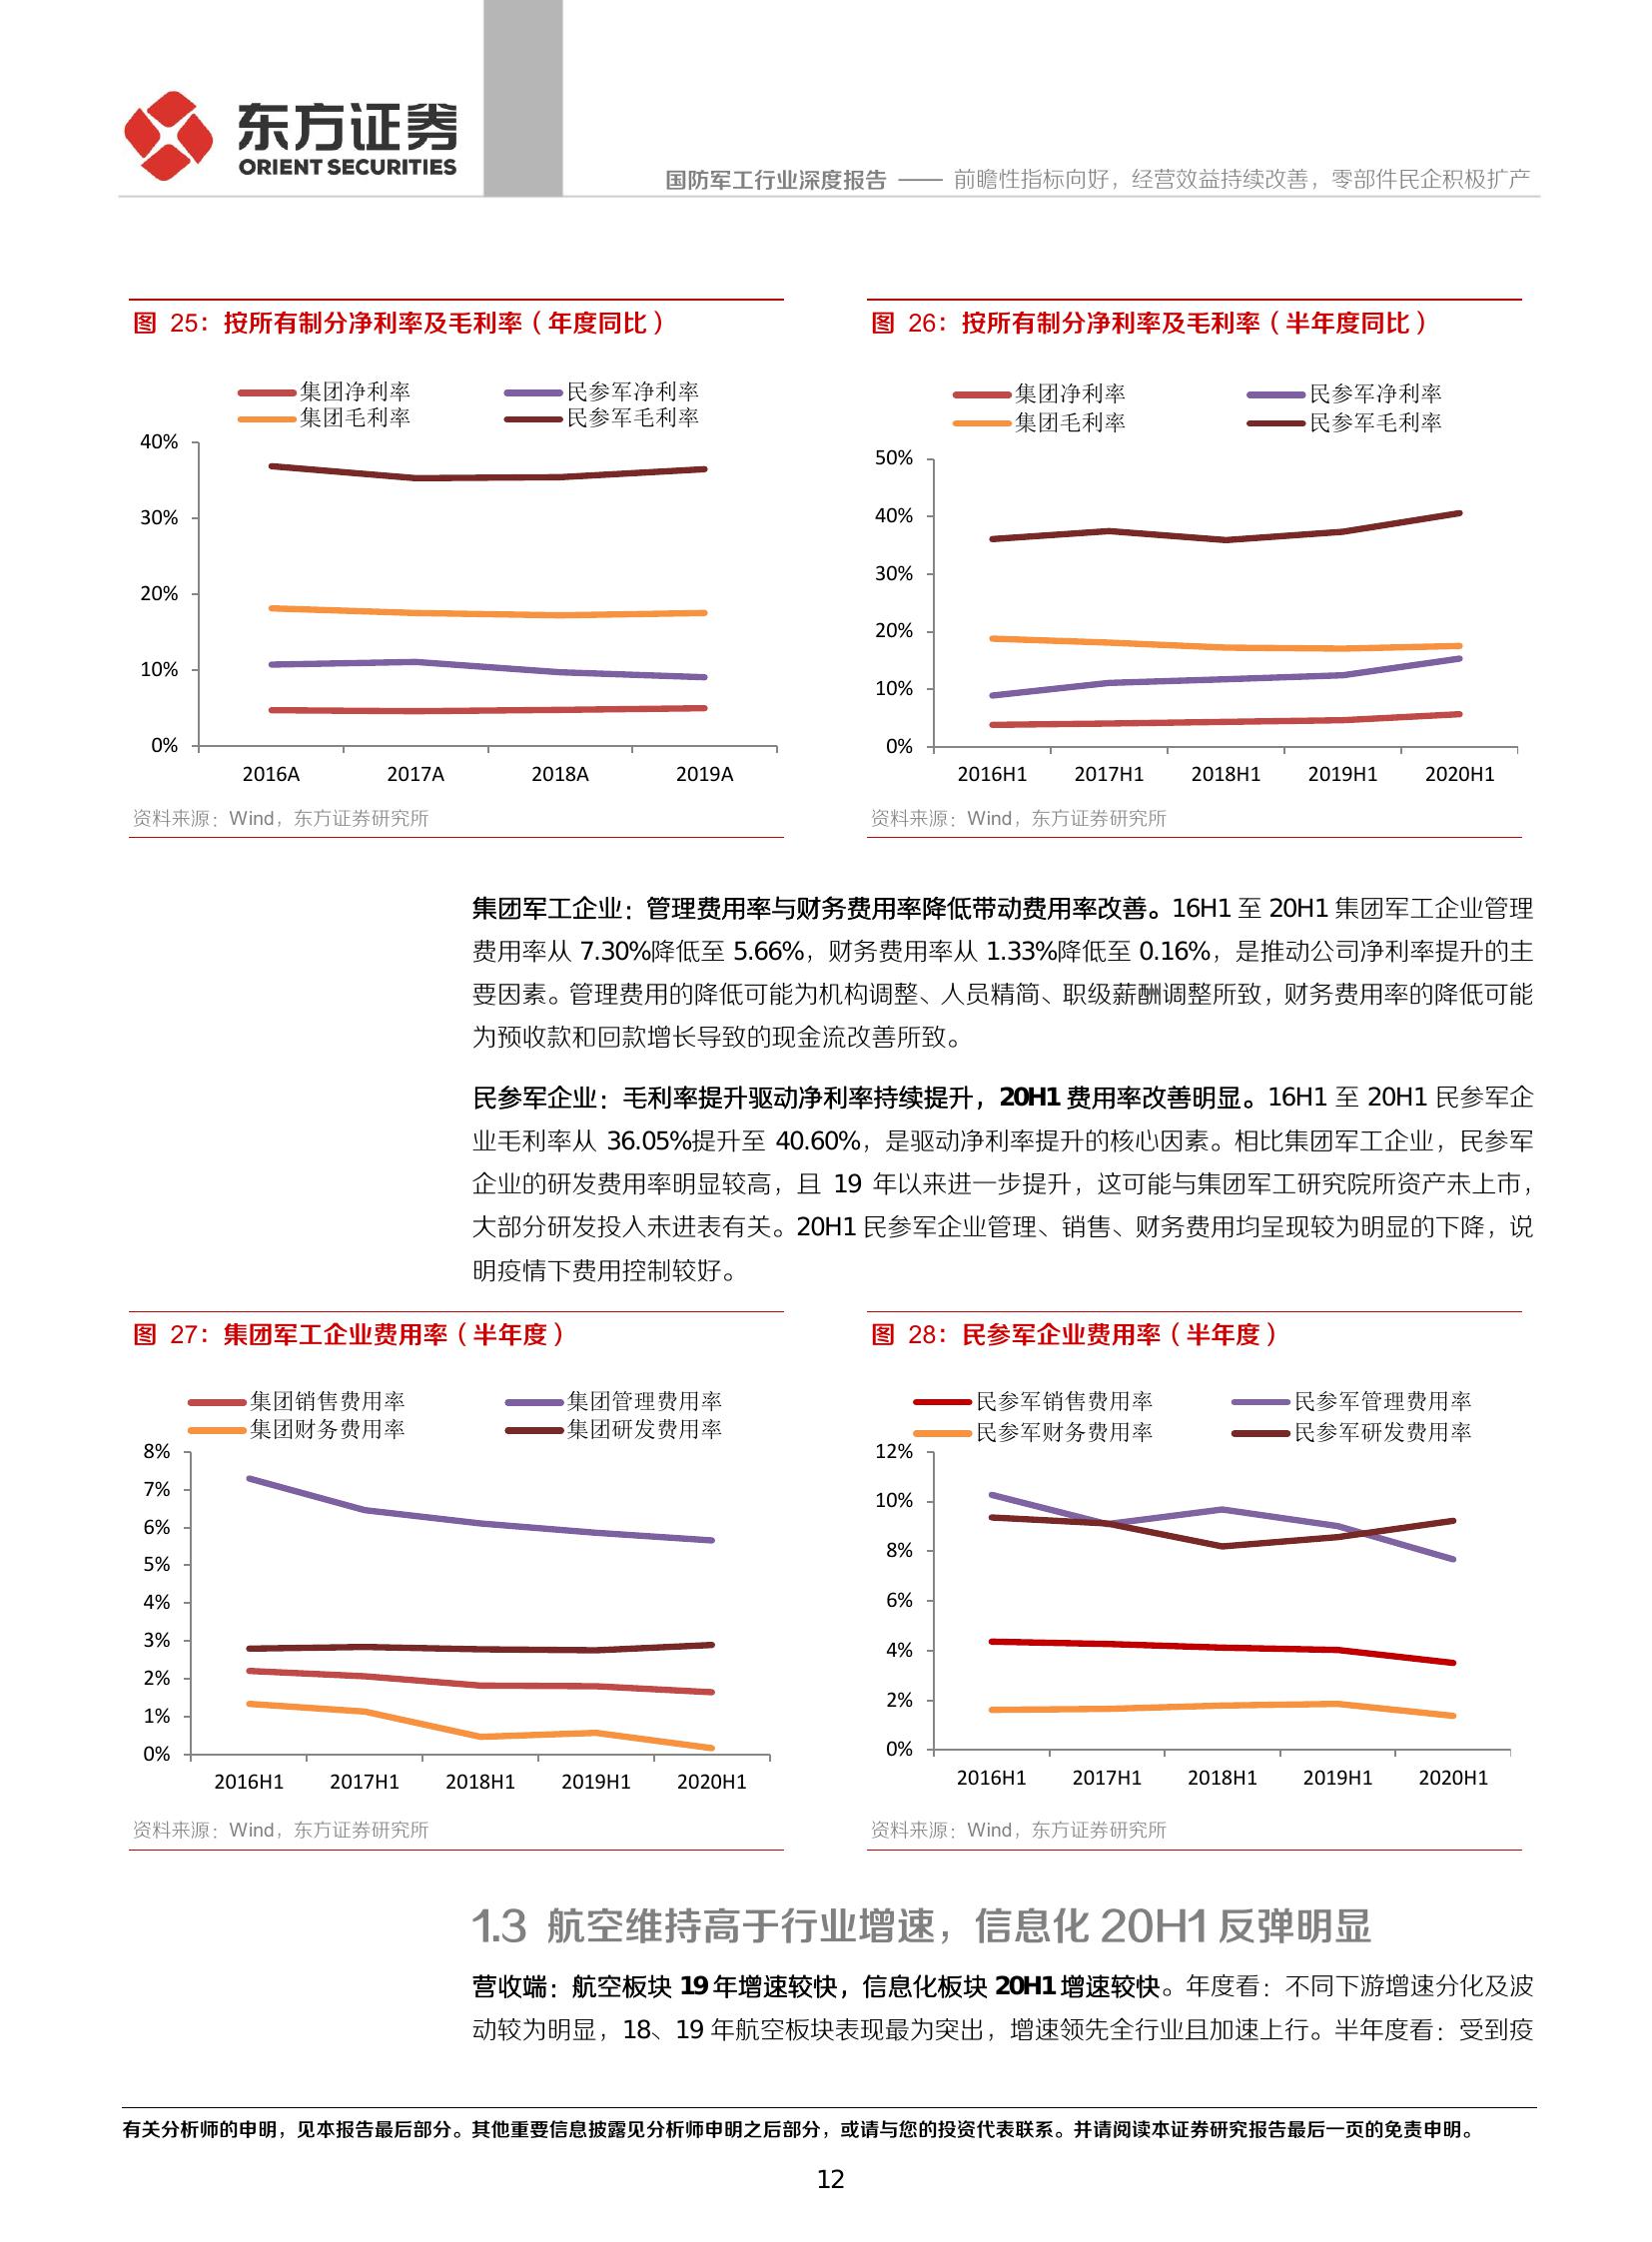 东方证券
ORIENT SECURITIES
国防军工行业深度报告 —— 前瞻性指标向好，经营效益持续改善，零部件民企积极扩产
图 25：按所有制分净利率及毛利率（年度同比）
集团净利率 民参军净利率
集团毛利率 民参军毛利率
40%
30%
20%
10%
0%
2016A 2017A 2018A 2019A
资料来源：Wind，东方证券研究所
图 26：按所有制分净利率及毛利率（半年度同比）
集团净利率 民参军净利率
集团毛利率 民参军毛利率
50%
40%
30%
20%
10%
0%
2016H1 2017H1 2018H1 2019H1 2020H1
资料来源：Wind，东方证券研究所
集团军工企业：管理费用率与财务费用率降低带动费用率改善。16H1 至 20H1 集团军工企业管理
费用率从 7.30%降低至 5.66%，财务费用率从 1.33%降低至 0.16%，是推动公司净利率提升的主
要因素。管理费用的降低可能为机构调整、人员精简、职级薪酬调整所致，财务费用率的降低可能
为预收款和回款增长导致的现金流改善所致。
民参军企业：毛利率提升驱动净利率持续提升，20H1 费用率改善明显。16H1 至 20H1 民参军企
业毛利率从 36.05%提升至 40.60%，是驱动净利率提升的核心因素。相比集团军工企业，民参军
企业的研发费用率明显较高，且 19 年以来进一步提升，这可能与集团军工研究院所资产未上市，
大部分研发投入未进表有关。20H1 民参军企业管理、销售、财务费用均呈现较为明显的下降，说
明疫情下费用控制较好。
图 27：集团军工企业费用率（半年度）
集团销售费用率 集团管理费用率
集团财务费用率 集团研发费用率
8%
7%
6%
5%
4%
3%
2%
1%
0%
2016H1 2017H1 2018H1 2019H1 2020H1
资料来源：Wind，东方证券研究所
图 28：民参军企业费用率（半年度）
民参军销售费用率 民参军管理费用率
民参军财务费用率 民参军研发费用率
12%
10%
8%
6%
4%
2%
0%
2016H1 2017H1 2018H1 2019H1 2020H1
资料来源：Wind，东方证券研究所
1.3 航空维持高于行业增速，信息化 20H1 反弹明显
营收端：航空板块 19 年增速较快，信息化板块 20H1 增速较快。年度看：不同下游增速分化及波
动较为明显，18、19 年航空板块表现最为突出，增速领先全行业且加速上行。半年度看：受到疫
有关分析师的申明，见本报告最后部分。其他重要信息披露见分析师申明之后部分，或请与您的投资代表联系。并请阅读本证券研究报告最后一页的免责申明。
12